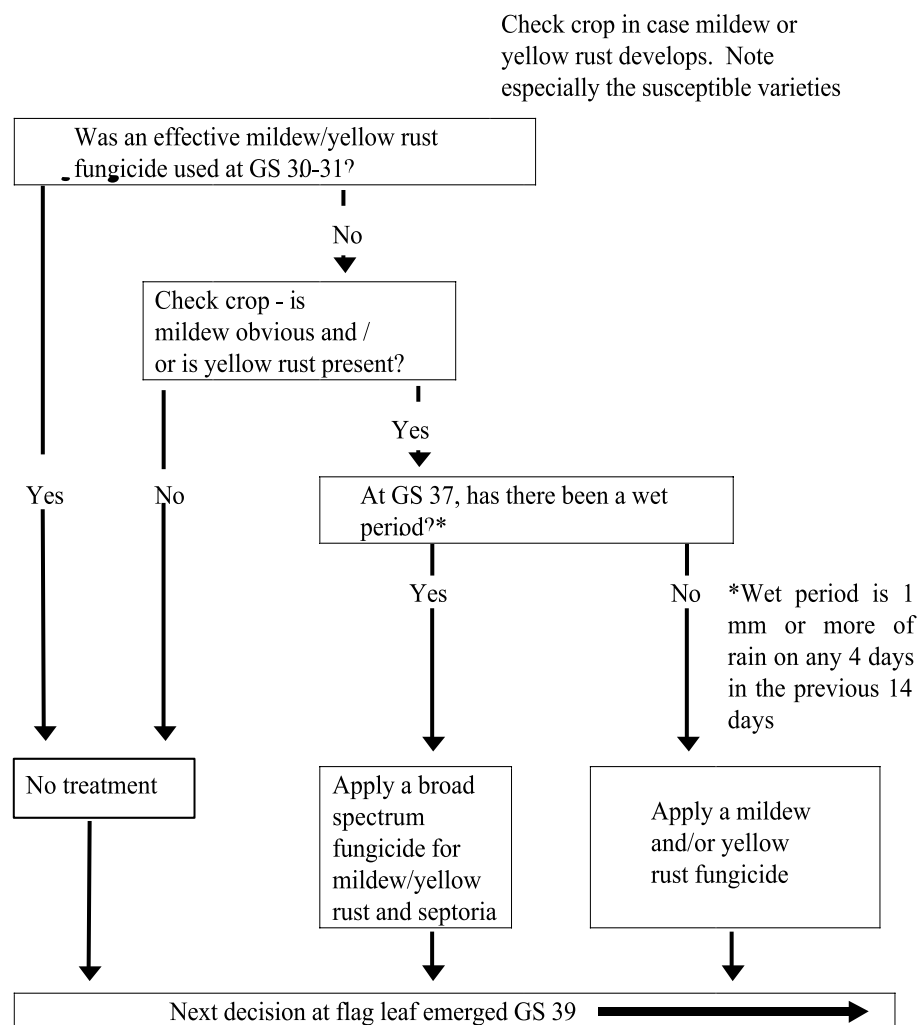 Check crop in case mildew or
yellow rust develops. Note
especially the susceptible varieties
Was an effective mildew/yellow rust
fungicide used at GS 30-31?
No
Check crop - is
mildew obvious and /
or is yellow rust present?
Yes
Yes
No
At GS 37, has there been a wet
period?*
Yes
No
*Wet period is 1
mm or more of
rain on any 4 days
in the previous 14
days
No treatment
Apply a broad
spectrum
fungicide for
mildew/yellow
rust and septoria
Apply a mildew
and/or yellow
rust fungicide
Next decision at flag leaf emerged GS 39